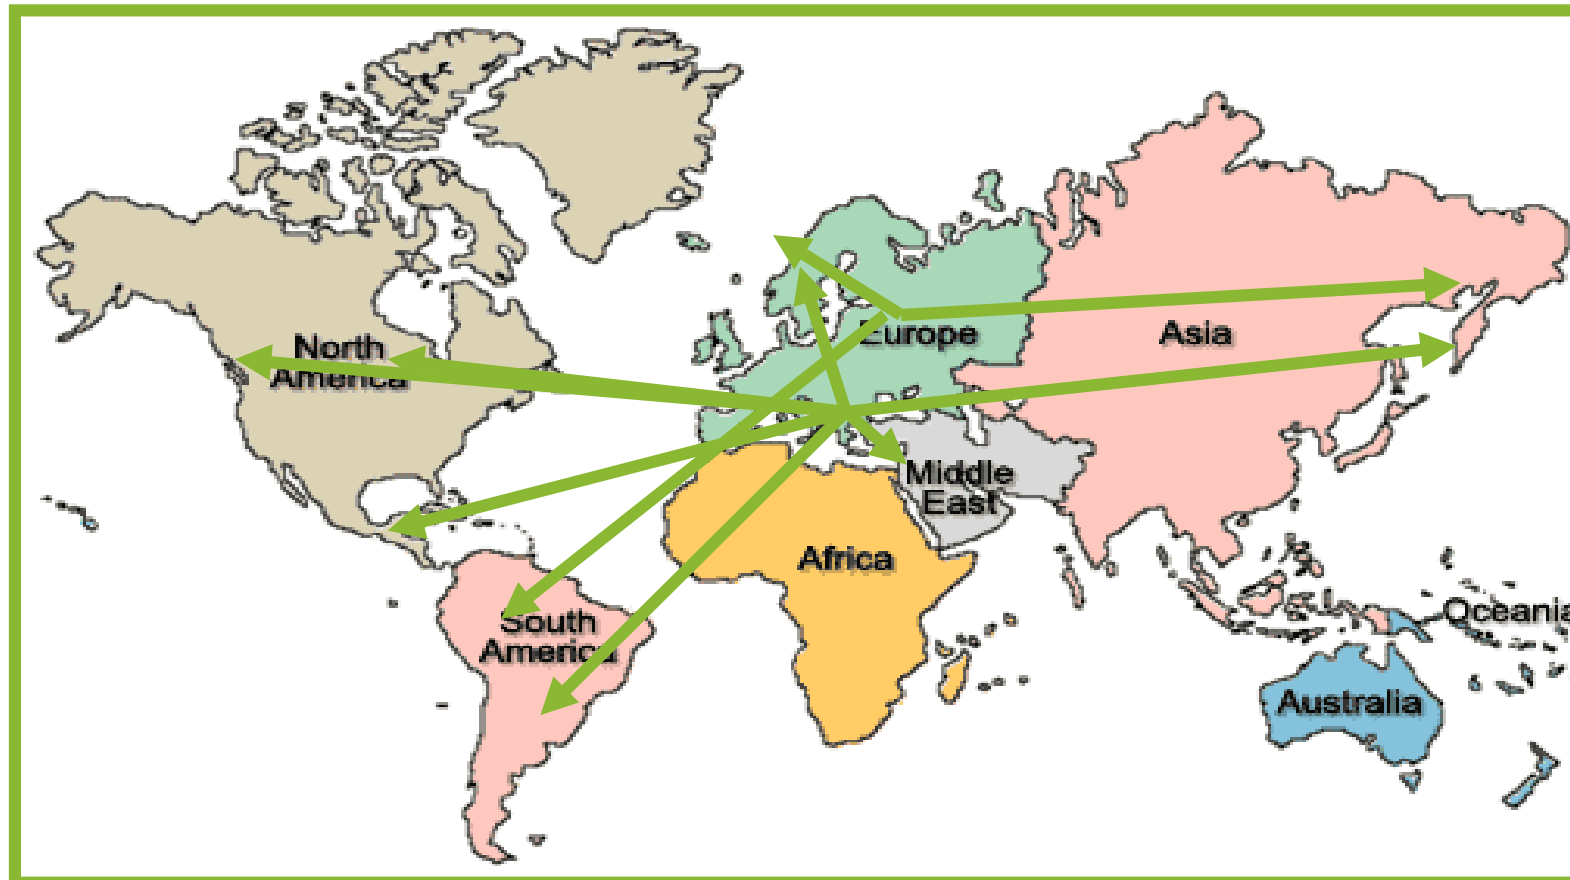 Europe
Asia
North
America
Middle
East
Africa
South
America
Oceania
Australia